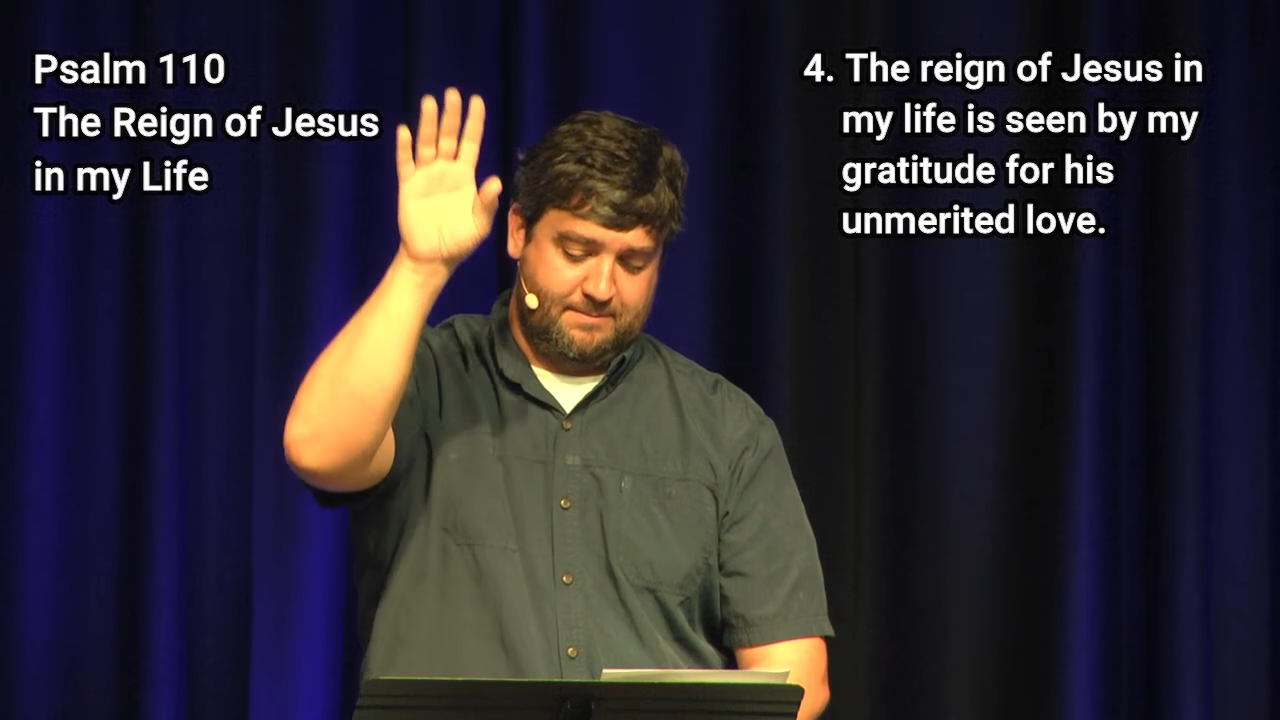 Psalm 110
The Reign of Jesus
in my Life
4. The reign of Jesus in
my life is seen by my
gratitude for his
unmerited love.